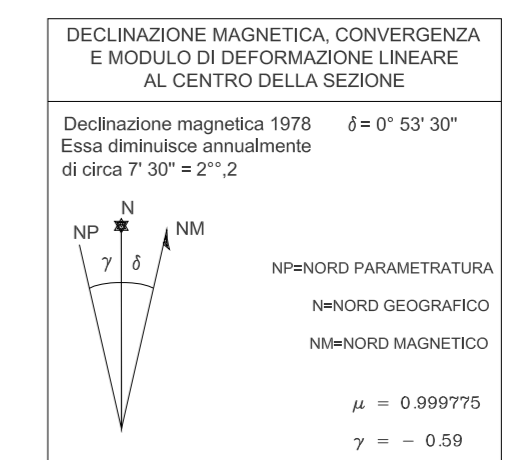 DECLINAZIONE MAGNETICA, CONVERGENZA
E MODULO DI DEFORMAZIONE LINEARE
AL CENTRO DELLA SEZIONE
Declinazione magnetica 1978 δ = 0° 53' 30"
Essa diminuisce annualmente
di circa 7' 30" = 2°°,2
N
NP NM
γ δ
NP=NORD PARAMETRATURA
N=NORD GEOGRAFICO
NM=NORD MAGNETICO
μ = 0.999775
γ = - 0.59